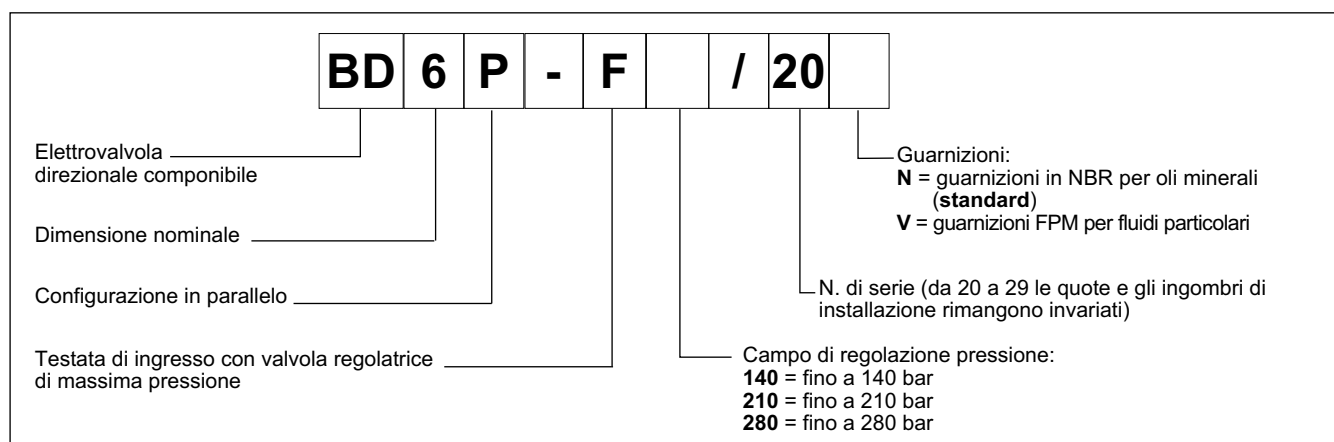 BD 6 P - F / 20
Elettrovalvola
direzionale componibile
Dimensione nominale
Configurazione in parallelo
Testata di ingresso con valvola regolatrice
di massima pressione
Guarnizioni:
N = guarnizioni in NBR per oli minerali
(standard)
V = guarnizioni FPM per fluidi particolari
N. di serie (da 20 a 29 le quote e gli ingombri di
installazione rimangono invariati)
Campo di regolazione pressione:
140 = fino a 140 bar
210 = fino a 210 bar
280 = fino a 280 bar